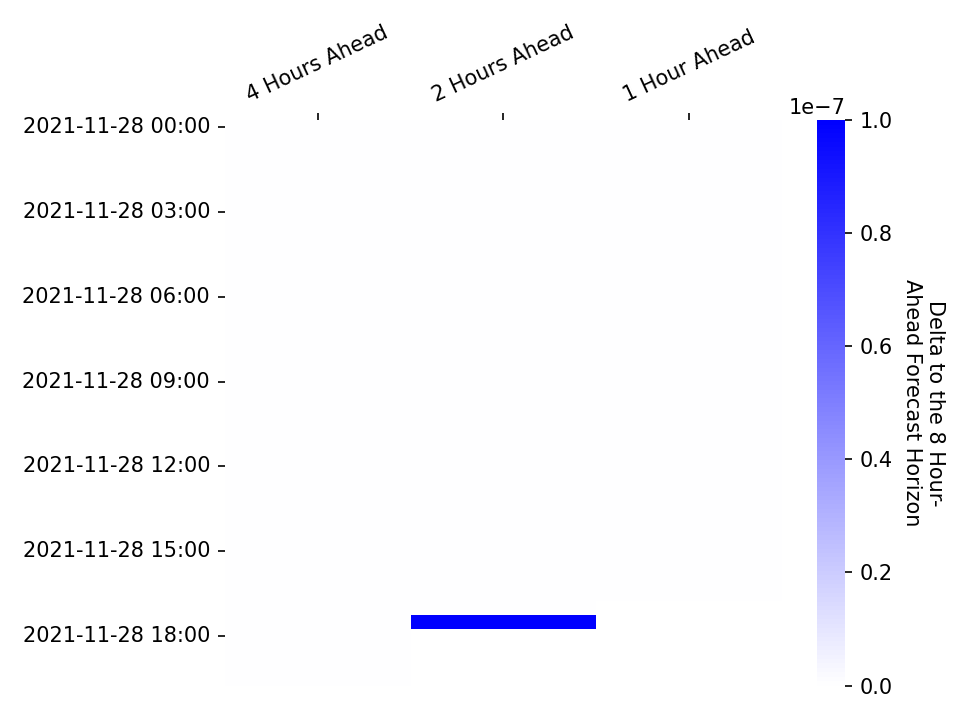 4 Hours Ahead
2 Hours Ahead
1 Hour Ahead
1e−7
2021-11-28 00:00
2021-11-28 03:00
2021-11-28 06:00
2021-11-28 09:00
2021-11-28 12:00
2021-11-28 15:00
2021-11-28 18:00
1.0
0.8
0.6
0.4
0.2
0.0
Delta to the 8 Hour-
Ahead Forecast Horizon